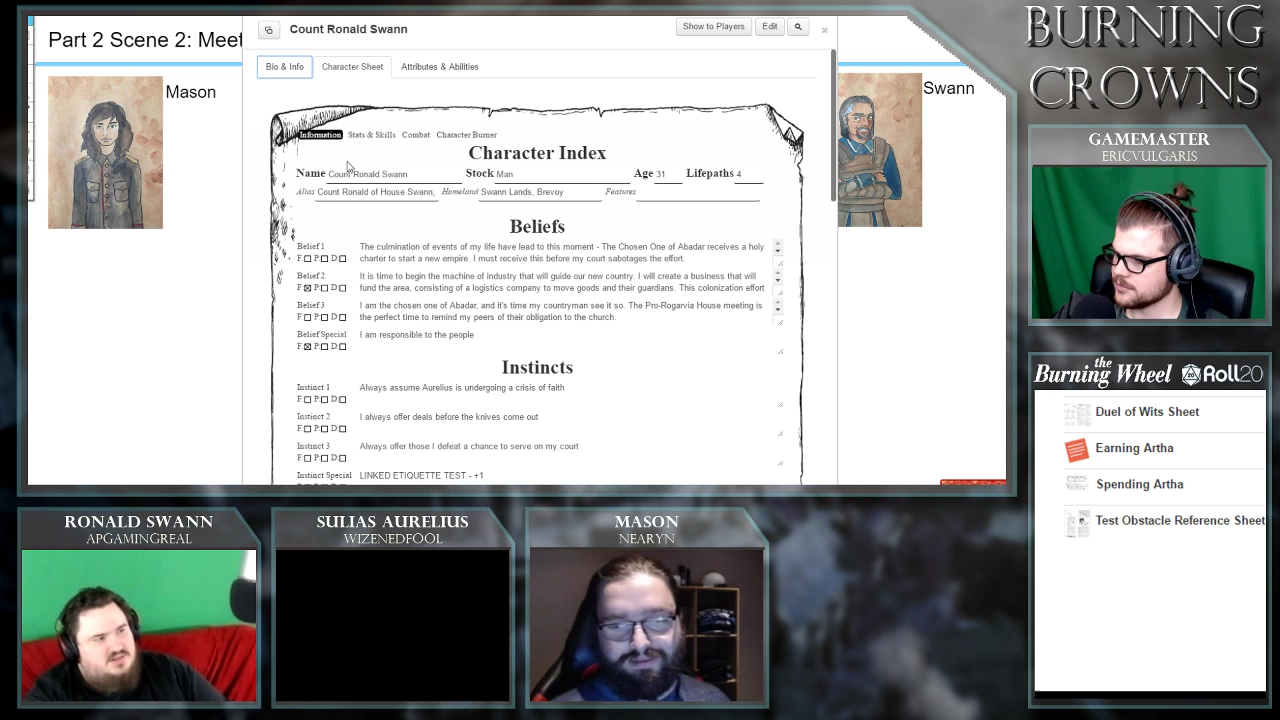 Part 2 Scene 2: Meet
Mason
Count Ronald Swann
Show to Players
Edit
Bio & Info
Character Sheet
Attributes & Abilities
Information Stats & Skills Combat Character Burner
Character Index
Name Count Ronald Swann Stock Man Age 31 Lifepaths 4
Alias Count Ronald of House Swann, Homeland Swann Lands, Brevoy Features
Beliefs
Belief 1 The culmination of events of my life have lead to this moment - The Chosen One of Abadar receives a holy
F: P: D: charter to start a new empire. I must receive this before my court sabotages the effort.
Belief 2 It is time to begin the machine of industry that will guide our new country. I will create a business that will
F: P: D: fund the area, consisting of a logistics company to move goods and their guardians. This colonization effort
Belief 3 I am the chosen one of Abadar, and it's time my countryman see it so. The Pro-Rogarvia House meeting is
F: P: D: the perfect time to remind my peers of their obligation to the church.
Belief Special I am responsible to the people
F: P: D:
Instincts
Instinct 1 Always assume Aurelius is undergoing a crisis of faith
F: P: D:
Instinct 2 I always offer deals before the knives come out
F: P: D:
Instinct 3 Always offer those I defeat a chance to serve on my court
F: P: D:
Instinct Special LINKED ETIQUETTE TEST - +1
Swann
BURNING
CROWNS
GAMEMASTER
ERICVULGARIS
the
Burning Wheel Roll20
Duel of Wits Sheet
Earning Artha
Spending Artha
Test Obstacle Reference Sheet
RONALD SWANN
APGAMINGREAL
SULIAS AURELIUS
WIZENEDFOOL
MASON
NEARYN